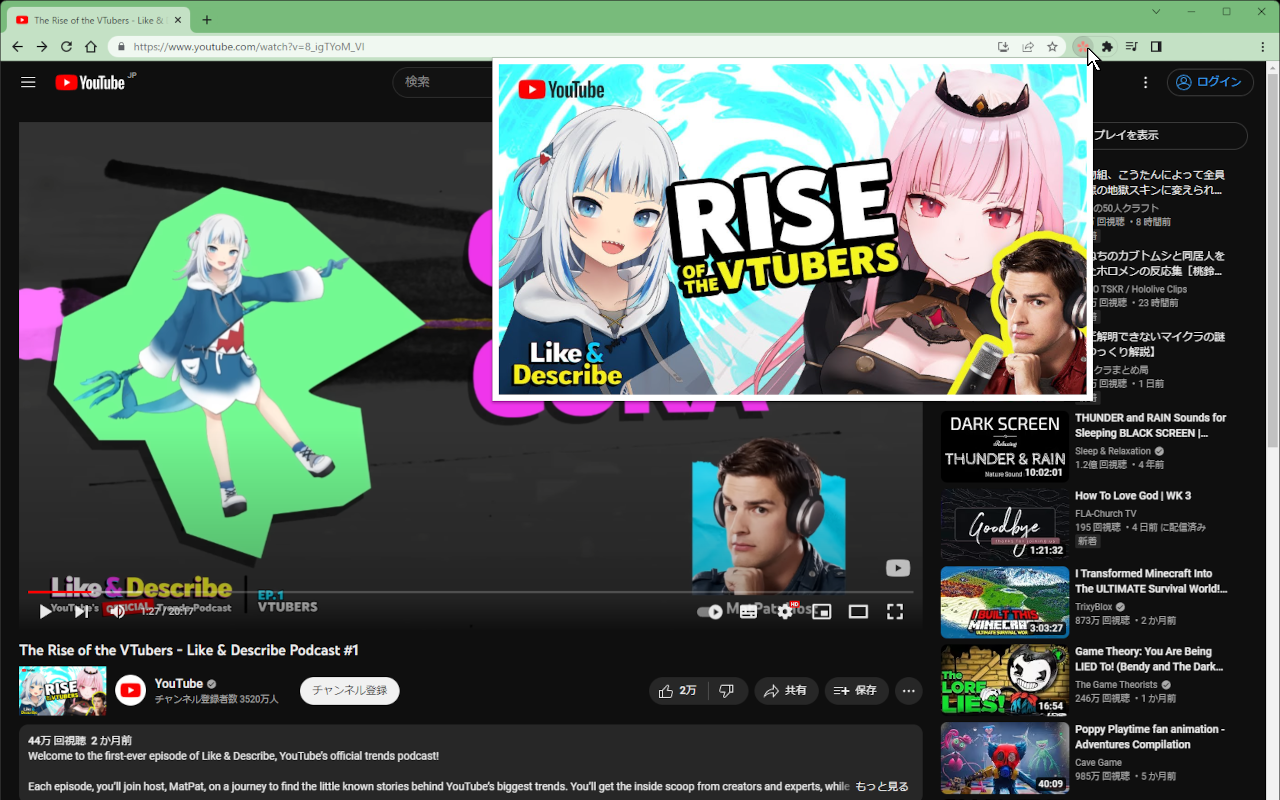 The Rise of the VTubers - Like &
https://www.youtube.com/watch?v=8_igTYoM_VI
YouTube JP
検索
ログイン
YouTube
RISE
OF THE VTUBERS
Like &
Describe
Like & Describe
YouTube's OFFICIAL Trends Podcast
EP.1
VTUBERS
1:27 / 28:17
HD
The Rise of the VTubers - Like & Describe Podcast #1
RISE
YouTube
チャンネル登録者数 3520万人
チャンネル登録
2万
共有
保存
44万 回視聴 2 か月前
Welcome to the first-ever episode of Like & Describe, YouTube's official trends podcast!
Each episode, you'll join host, MatPat, on a journey to find the little known stories behind YouTube's biggest trends. You'll get the inside scoop from creators and experts, while もっと見る
プレイを表示
組、こうたんによって全員
の地獄スキンに変えられ...
の50人クラフト
回視聴・8 時間前
ちのカブトムシと同居人を
ホロメンの反応集【桃鈴...
TSKR / Hololive Clips
回視聴・23 時間前
解明できないマイクラの謎
っくり解説】
クラまとめ局
回視聴・1 日前
DARK SCREEN
Relaxing
THUNDER & RAIN
Nature Sound
10:02:01
THUNDER and RAIN Sounds for
Sleeping BLACK SCREEN |...
Sleep & Relaxation
1.2億 回視聴・4 年前
Goodbye
1:21:32
How To Love God | WK 3
FLA-Church TV
195 回視聴・4 日前 に配信済み
新着
I BUILT THIS
MINECRAFT
ULTIMATE SURVIVAL WORLD
3:03:27
I Transformed Minecraft Into
The ULTIMATE Survival World!...
TrixyBlox
873万 回視聴・2 か月前
The
LORE
LIES!
16:54
Game Theory: You Are Being
LIED To! (Bendy and The Dark...
The Game Theorists
246万 回視聴・1 か月前
40:09
Poppy Playtime fan animation -
Adventures Compilation
Cave Game
985万 回視聴・5 か月前